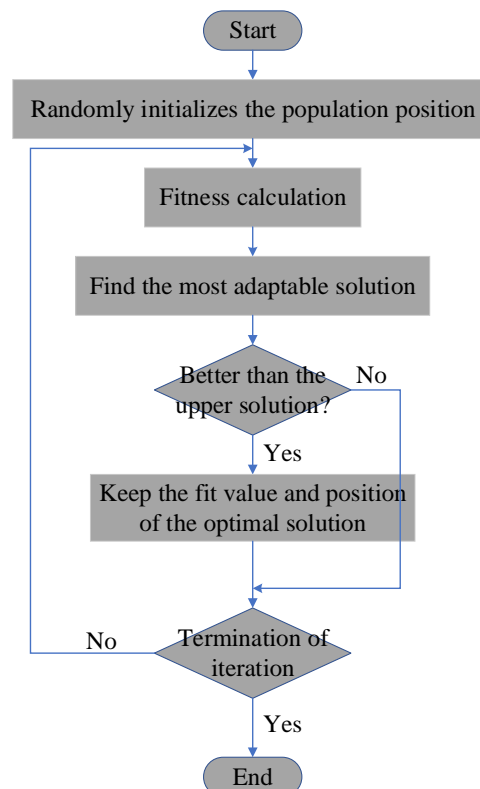 Start
Randomly initializes the population position
Fitness calculation
Find the most adaptable solution
Better than the
upper solution?
No
Yes
Keep the fit value and position
of the optimal solution
No
Termination of
iteration
Yes
End